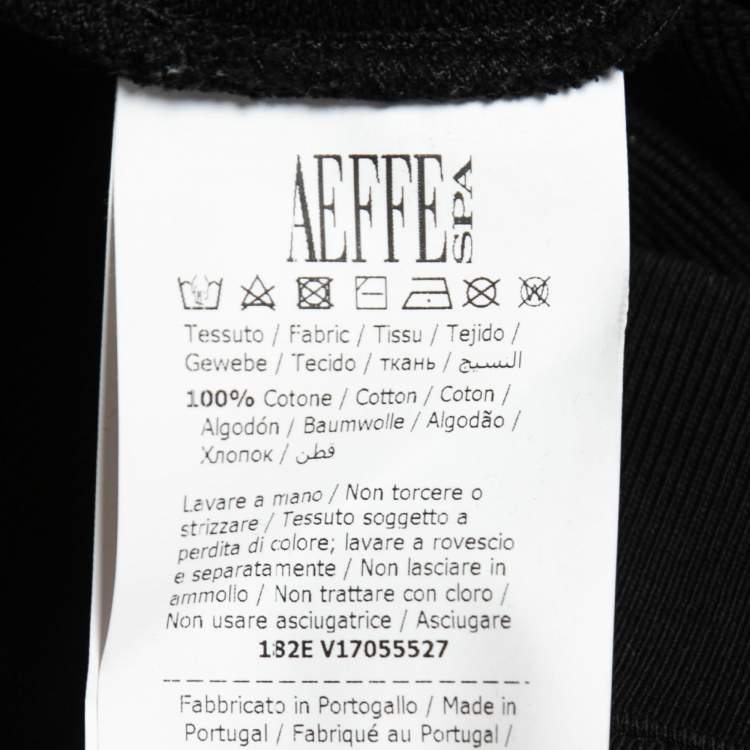 AEFFE SPA
Tessuto / Fabric / Tissu / Tejido /
Gewebe / Tecido / ткань / النسيج
100% Cotone / Cotton / Coton /
Algodón / Baumwolle / Algodão /
Хлопок / قطن
Lavare a mano / Non torcere o
strizzare / Tessuto soggetto a
perdita di colore; lavare a rovescio
e separatamente / Non lasciare in
ammollo / Non trattare con cloro /
Non usare asciugatrice / Asciugare
182E V17055527
Fabbricato in Portogallo / Made in
Portugal / Fabriqué au Portugal /